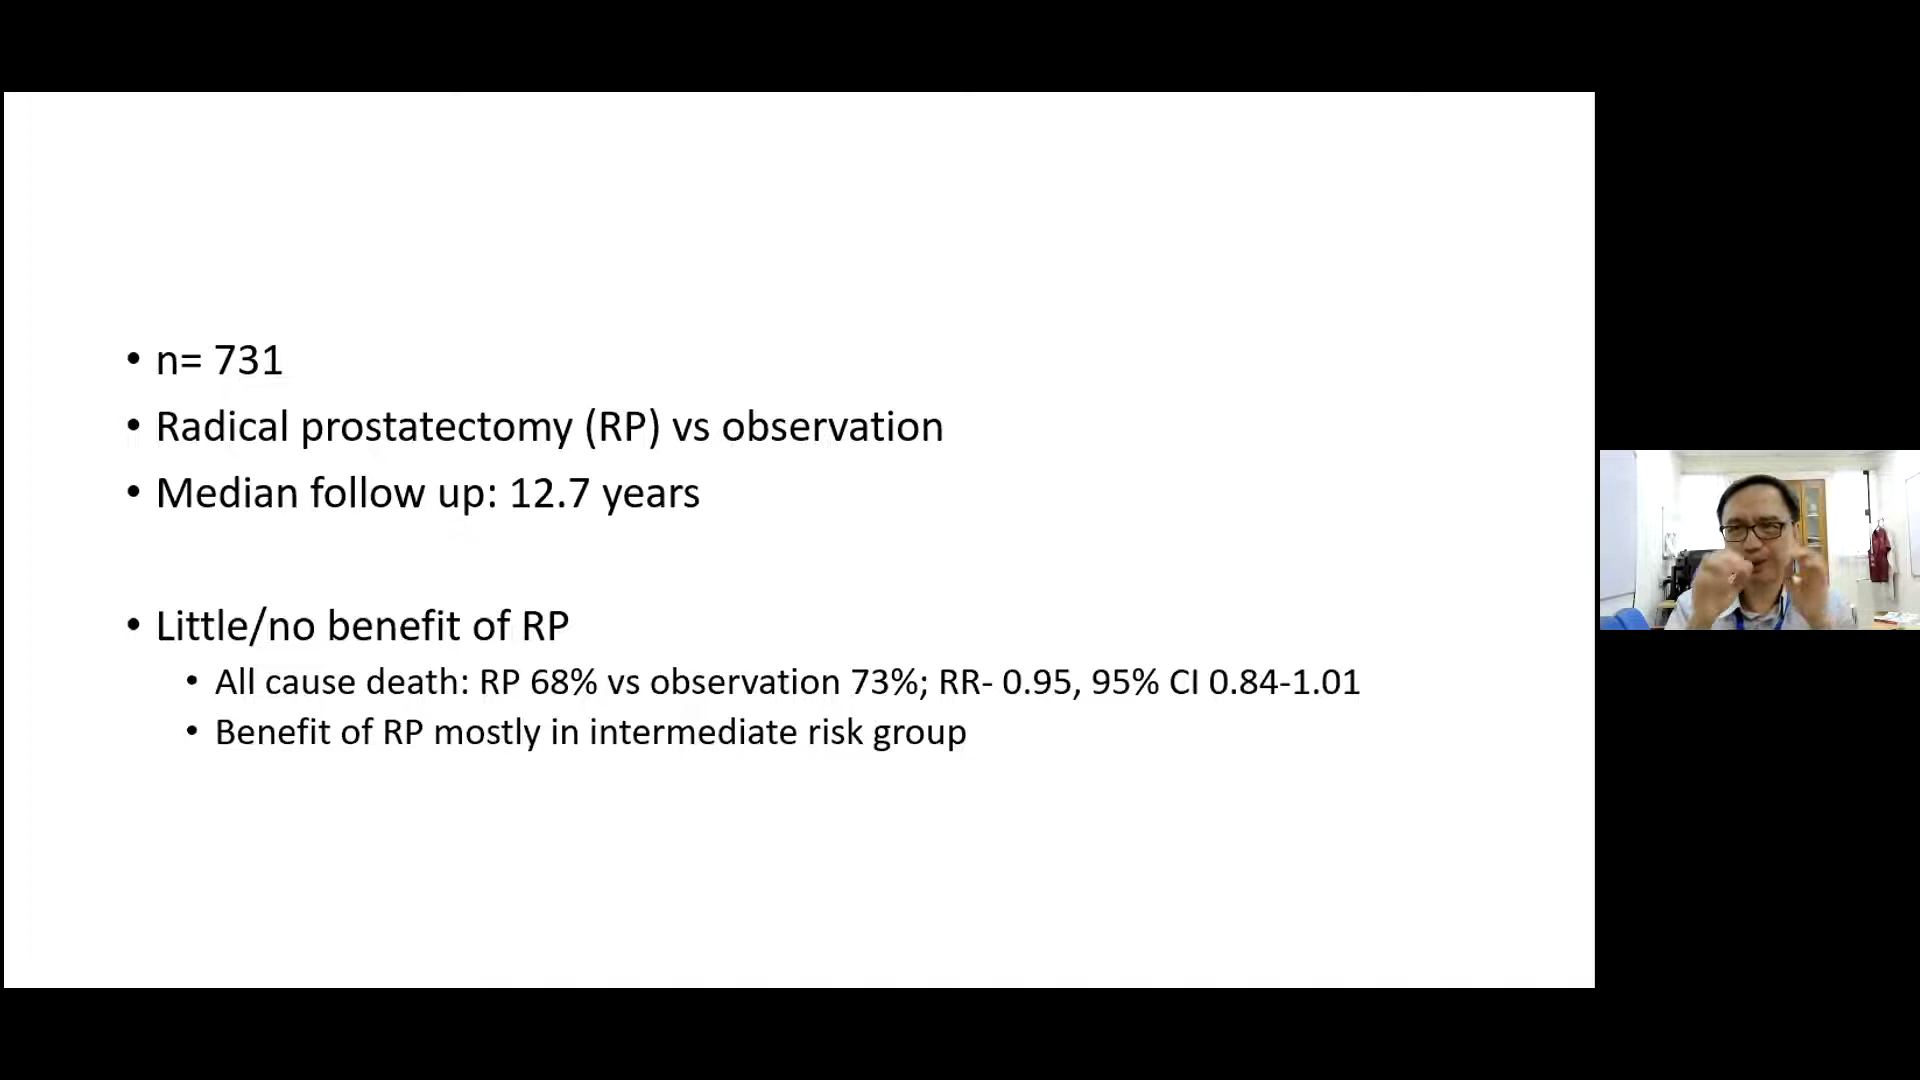 • n= 731
• Radical prostatectomy (RP) vs observation
• Median follow up: 12.7 years
• Little/no benefit of RP
• All cause death: RP 68% vs observation 73%; RR- 0.95, 95% CI 0.84-1.01
• Benefit of RP mostly in intermediate risk group